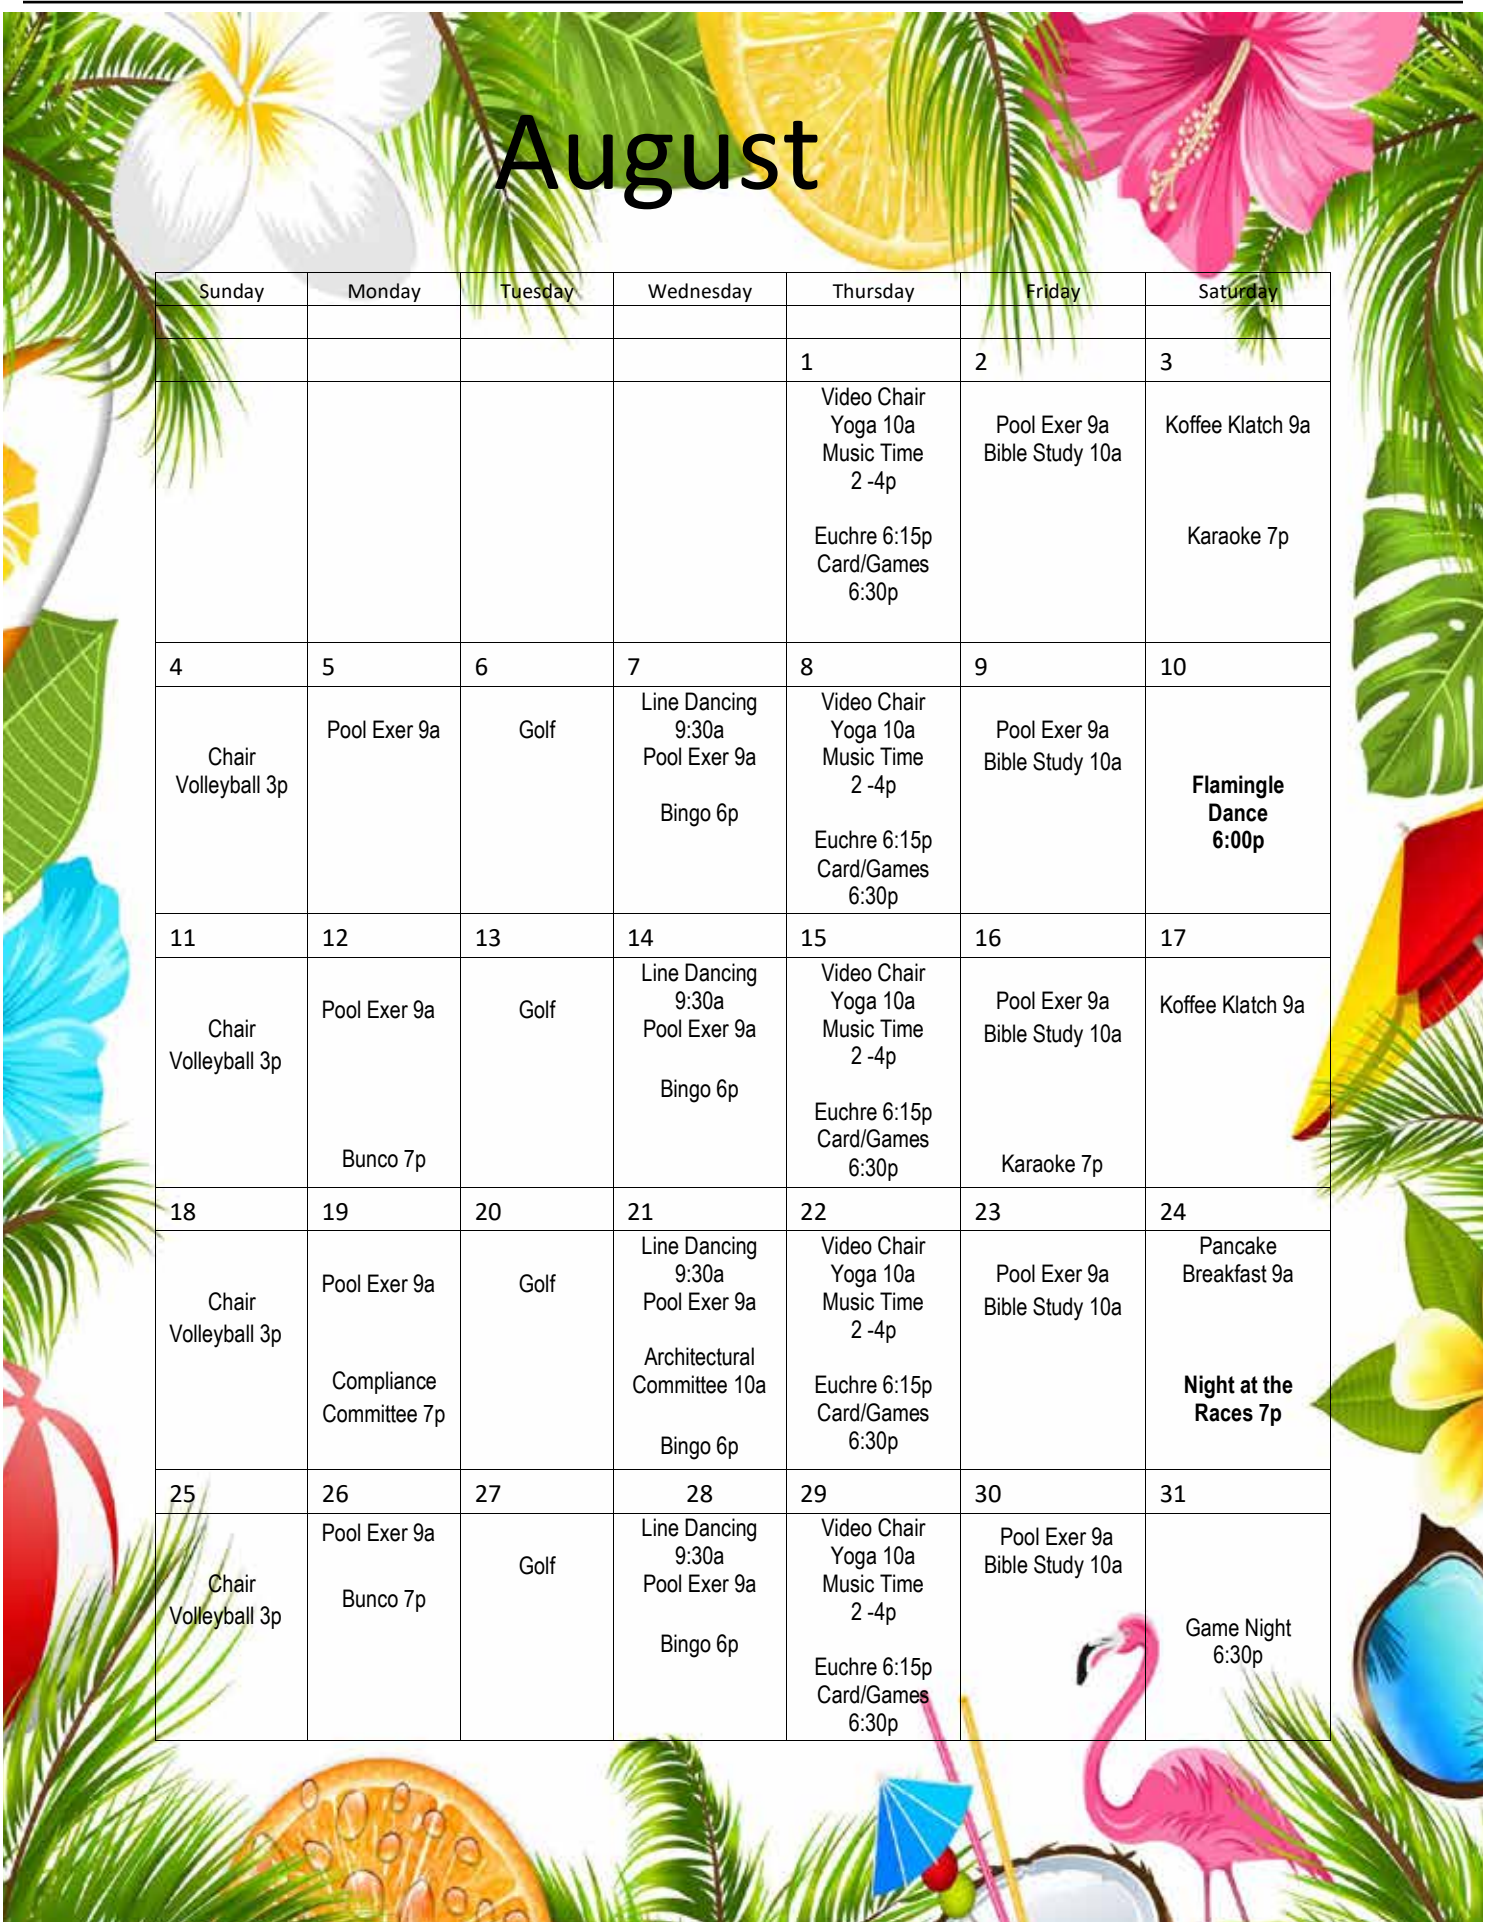 August
Sunday Monday Tuesday Wednesday Thursday Friday Saturday
1 2 3
Video Chair
Yoga 10a
Music Time
2 -4p
Euchre 6:15p
Card/Games
6:30p
Pool Exer 9a
Bible Study 10a
Koffee Klatch 9a
Karaoke 7p
4 5 6 7 8 9 10
Chair
Volleyball 3p
Pool Exer 9a
Golf
Line Dancing
9:30a
Pool Exer 9a
Bingo 6p
Video Chair
Yoga 10a
Music Time
2 -4p
Euchre 6:15p
Card/Games
6:30p
Pool Exer 9a
Bible Study 10a
Flamingle
Dance
6:00p
11 12 13 14 15 16 17
Chair
Volleyball 3p
Pool Exer 9a
Bunco 7p
Golf
Line Dancing
9:30a
Pool Exer 9a
Bingo 6p
Video Chair
Yoga 10a
Music Time
2 -4p
Euchre 6:15p
Card/Games
6:30p
Pool Exer 9a
Bible Study 10a
Karaoke 7p
Koffee Klatch 9a
18 19 20 21 22 23 24
Chair
Volleyball 3p
Pool Exer 9a
Compliance
Committee 7p
Golf
Line Dancing
9:30a
Pool Exer 9a
Architectural
Committee 10a
Bingo 6p
Video Chair
Yoga 10a
Music Time
2 -4p
Euchre 6:15p
Card/Games
6:30p
Pool Exer 9a
Bible Study 10a
Pancake
Breakfast 9a
Night at the
Races 7p
25 26 27 28 29 30 31
Chair
Volleyball 3p
Pool Exer 9a
Bunco 7p
Golf
Line Dancing
9:30a
Pool Exer 9a
Bingo 6p
Video Chair
Yoga 10a
Music Time
2 -4p
Euchre 6:15p
Card/Games
6:30p
Pool Exer 9a
Bible Study 10a
Game Night
6:30p